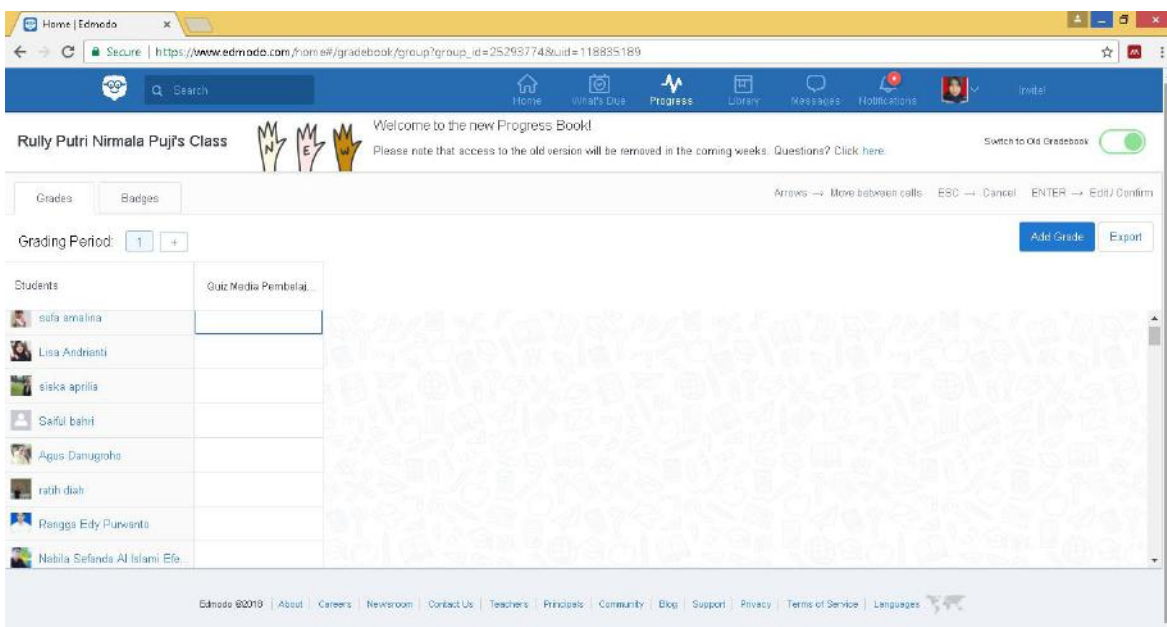 Home | Edmodo
Secure | https://www.edmodo.com/home#/gradebook/group?group_id=25293774&uid=118835189
Search
Home What's Due Progress Library Messages Notifications Invite!
Rully Putri Nirmala Puji's Class
NEW
Welcome to the new Progress Book!
Please note that access to the old version will be removed in the coming weeks. Questions? Click here.
Switch to Old Gradebook
Grades Badges
Arrows → Move between cells ESC → Cancel ENTER → Edit / Confirm
Grading Period: 1 +
Add Grade Export
Students Quiz Media Pembelaj...
safa amalina
Lisa Andrianti
siska aprilia
Saiful bahri
Agus Danugroho
ratih diah
Rangga Edy Purwanto
Nabila Sefanda Al Islami Efe...
Edmodo ©2018 | About | Careers | Newsroom | Contact Us | Teachers | Principals | Community | Blog | Support | Privacy | Terms of Service | Languages